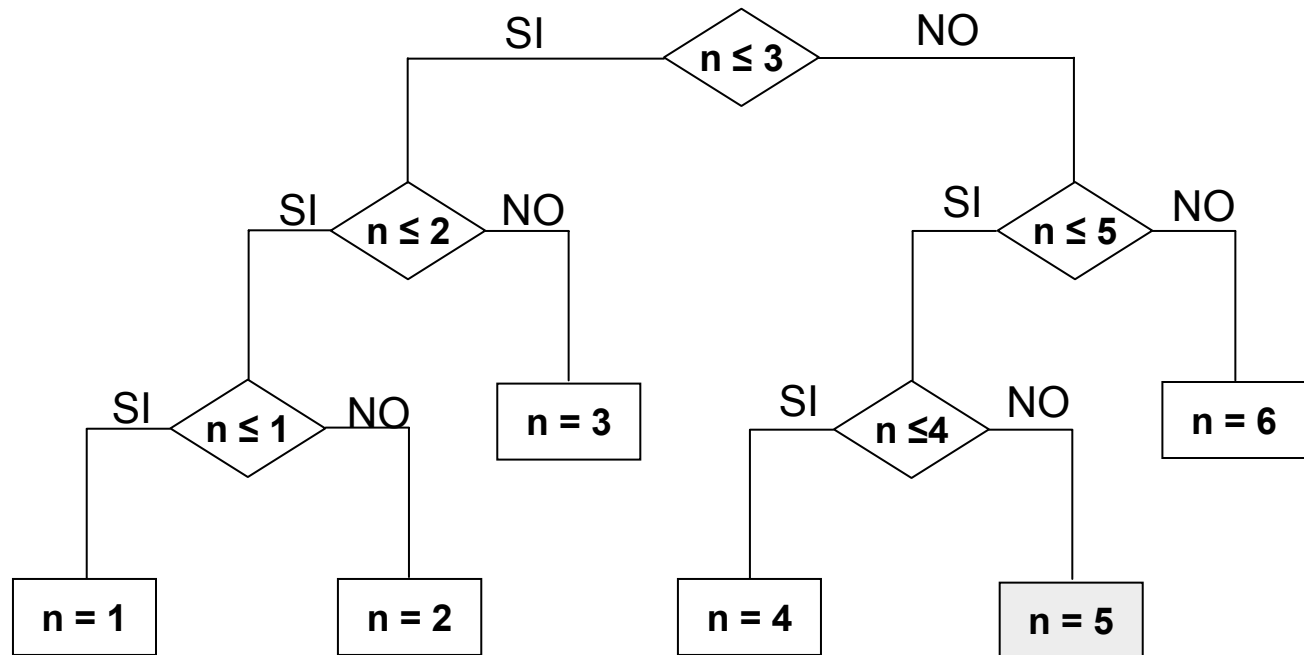 SI
n ≤ 3
NO
SI
n ≤ 2
NO
SI
n ≤ 5
NO
SI
n ≤ 1
NO
n = 3
SI
n ≤4
NO
n = 6
n = 1
n = 2
n = 4
n = 5